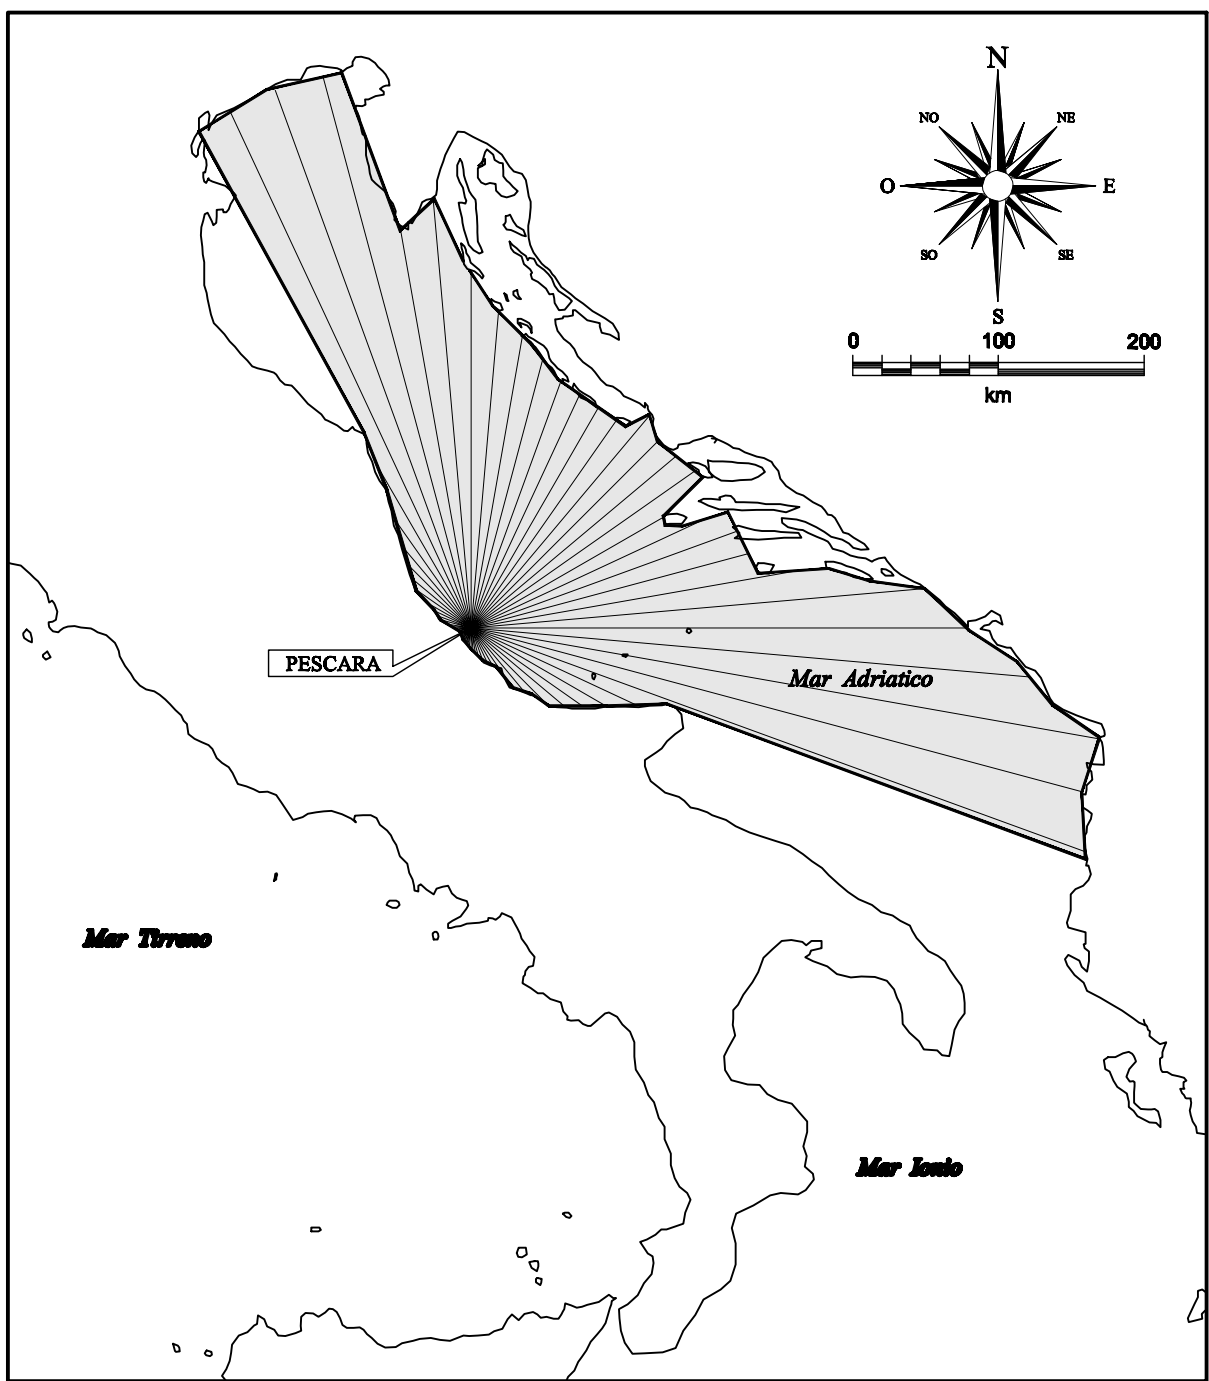 N
NO NE
O E
SO SE
S
0 100 200
km
PESCARA
Mar Adriatico
Mar Tirreno
Mar Ionio